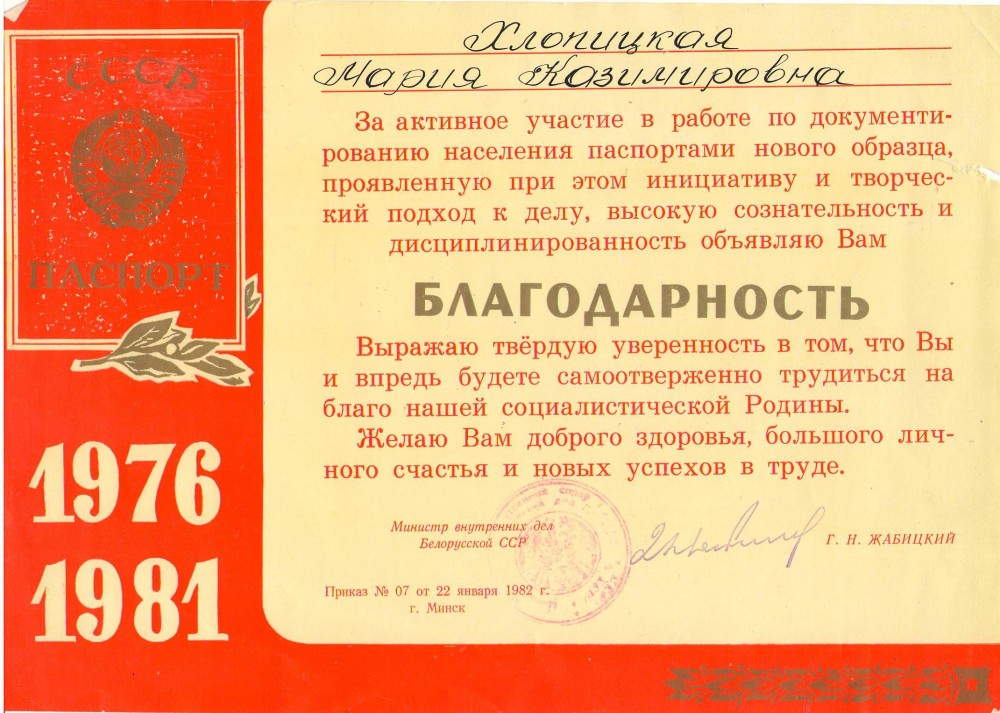 СССР
ПАСПОРТ
1976
1981
Хлопицкая
Мария Казимировна
За активное участие в работе по документи-
рованию населения паспортами нового образца,
проявленную при этом инициативу и творчес-
кий подход к делу, высокую сознательность и
дисциплинированность объявляю Вам
БЛАГОДАРНОСТЬ
Выражаю твёрдую уверенность в том, что Вы
и впредь будете самоотверженно трудиться на
благо нашей социалистической Родины.
Желаю Вам доброго здоровья, большого лич-
ного счастья и новых успехов в труде.
Министр внутренних дел
Белорусской ССР
Г. Н. ЖАБИЦКИЙ
Приказ № 07 от 22 января 1982 г.
г. Минск